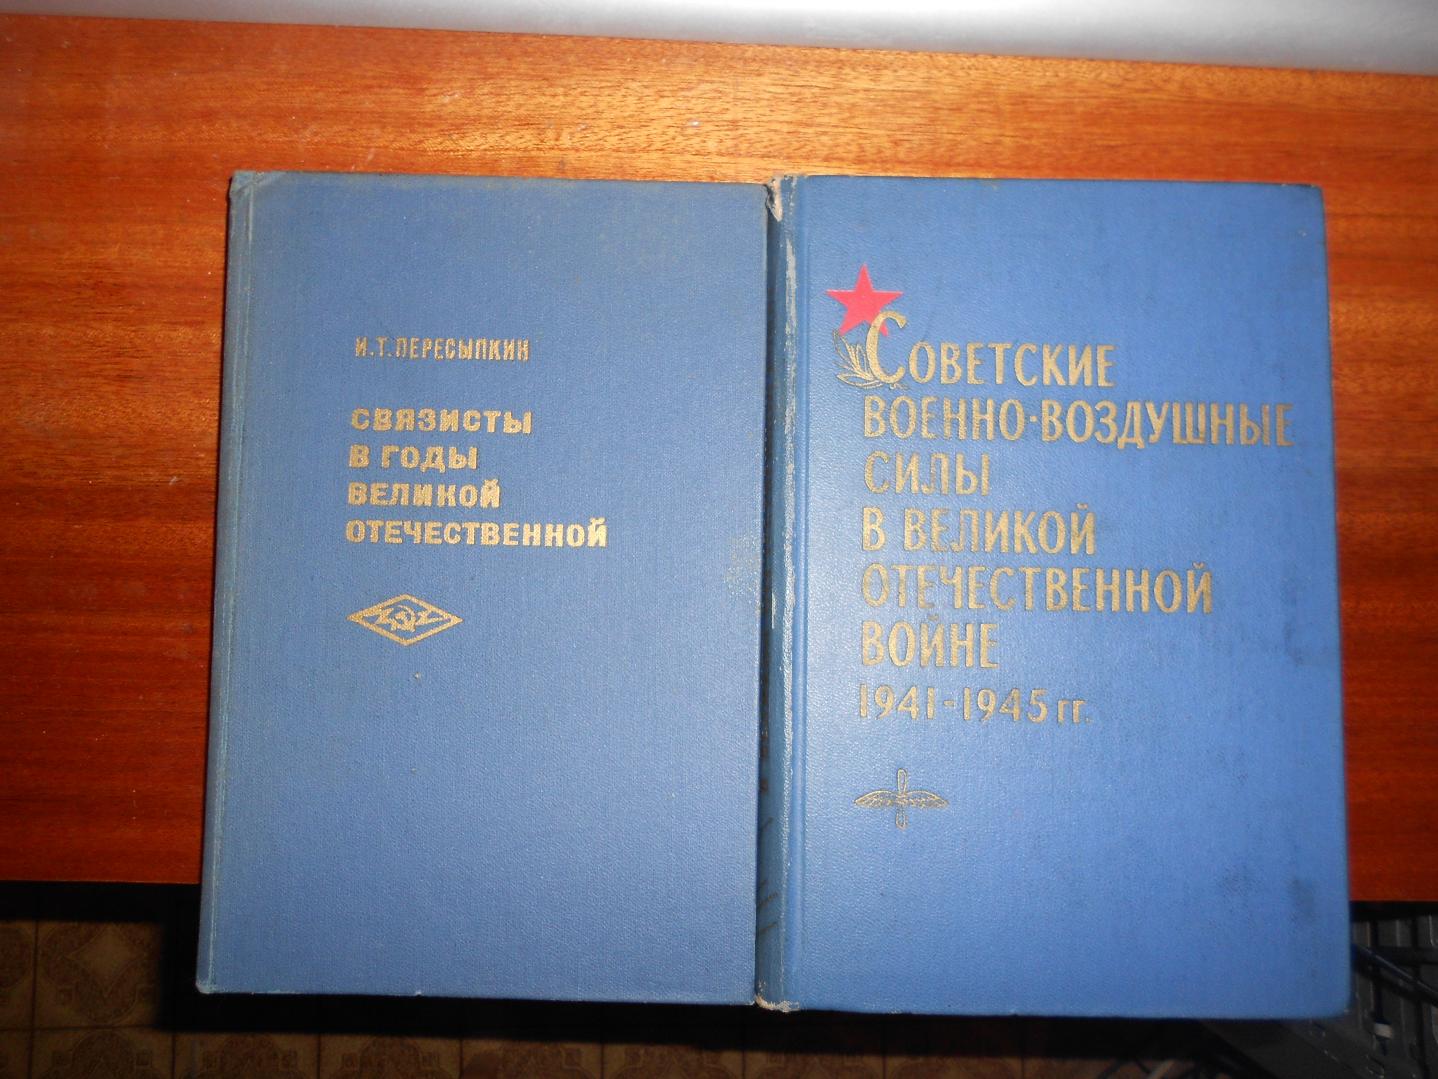 И.Т.ПЕРЕСЫПКИН
СВЯЗИСТЫ
В ГОДЫ
ВЕЛИКОЙ
ОТЕЧЕСТВЕННОЙ
СОВЕТСКИЕ
ВОЕННО-ВОЗДУШНЫЕ
СИЛЫ
В ВЕЛИКОЙ
ОТЕЧЕСТВЕННОЙ
ВОЙНЕ
1941-1945 гг.